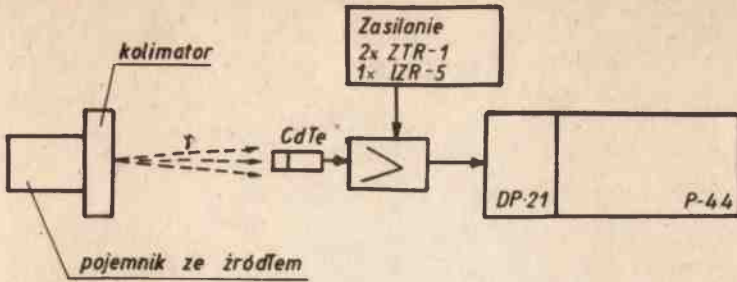 Zasilanie
2x ZTR-1
1x IZR-5
kolimator
γ
CdTe
DP-21
P-44
pojemnik ze źródłem